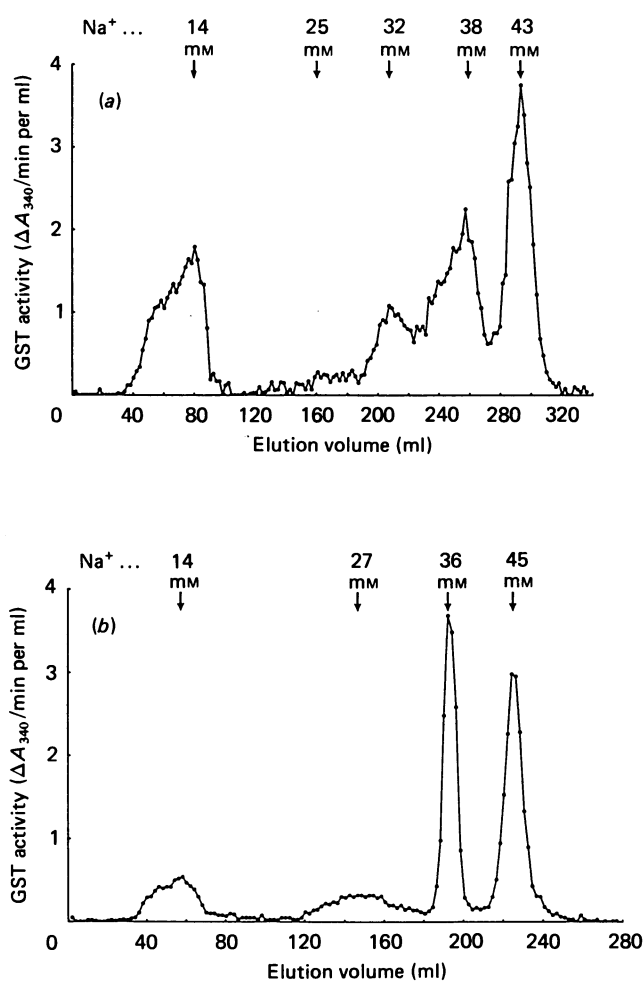 Na⁺ ... 14 25 32 38 43
mM mM mM mM mM
4
(a)
3
2
1
GST activity (ΔA₃₄₀/min per ml)
0 40 80 120 160 200 240 280 320
Elution volume (ml)
Na⁺ ... 14 27 36 45
mM mM mM mM
4
(b)
3
2
1
GST activity (ΔA₃₄₀/min per ml)
0 40 80 120 160 200 240 280
Elution volume (ml)